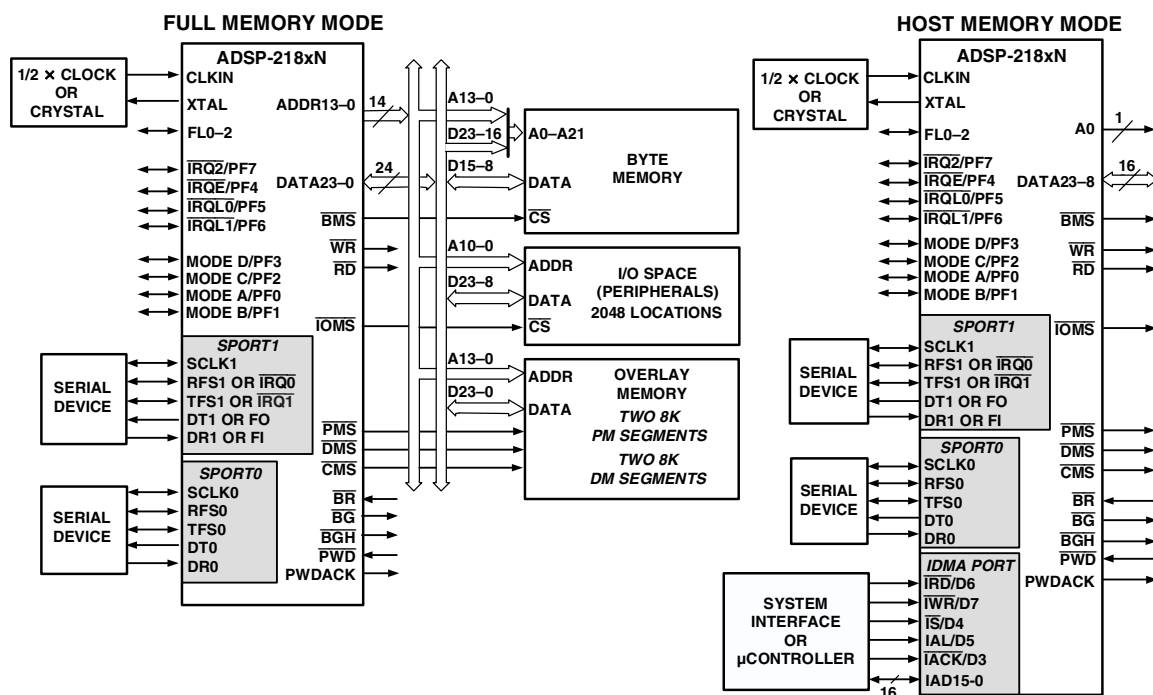 FULL MEMORY MODE
ADSP-218xN
1/2 × CLOCK
OR
CRYSTAL
CLKIN
XTAL
FL0–2
IRQ2/PF7
IRQE/PF4
IRQL0/PF5
IRQL1/PF6
MODE D/PF3
MODE C/PF2
MODE A/PF0
MODE B/PF1
ADDR13–0
14
DATA23–0
24
BMS
WR
RD
IOMS
PMS
DMS
CMS
BR
BG
BGH
PWD
PWDACK
SERIAL
DEVICE
SPORT1
SCLK1
RFS1 OR IRQ0
TFS1 OR IRQ1
DT1 OR FO
DR1 OR FI
SERIAL
DEVICE
SPORT0
SCLK0
RFS0
TFS0
DT0
DR0
A13–0
D23–16
D15–8
A0–A21
DATA
CS
BYTE
MEMORY
A10–0
D23–8
ADDR
DATA
CS
I/O SPACE
(PERIPHERALS)
2048 LOCATIONS
A13–0
D23–0
ADDR
DATA
OVERLAY
MEMORY
TWO 8K
PM SEGMENTS
TWO 8K
DM SEGMENTS
HOST MEMORY MODE
ADSP-218xN
1/2 × CLOCK
OR
CRYSTAL
CLKIN
XTAL
FL0–2
IRQ2/PF7
IRQE/PF4
IRQL0/PF5
IRQL1/PF6
MODE D/PF3
MODE C/PF2
MODE A/PF0
MODE B/PF1
A0
1
DATA23–8
16
BMS
WR
RD
IOMS
PMS
DMS
CMS
BR
BG
BGH
PWD
PWDACK
SERIAL
DEVICE
SPORT1
SCLK1
RFS1 OR IRQ0
TFS1 OR IRQ1
DT1 OR FO
DR1 OR FI
SERIAL
DEVICE
SPORT0
SCLK0
RFS0
TFS0
DT0
DR0
SYSTEM
INTERFACE
OR
µCONTROLLER
IDMA PORT
IRD/D6
IWR/D7
IS/D4
IAL/D5
IACK/D3
IAD15-0
16